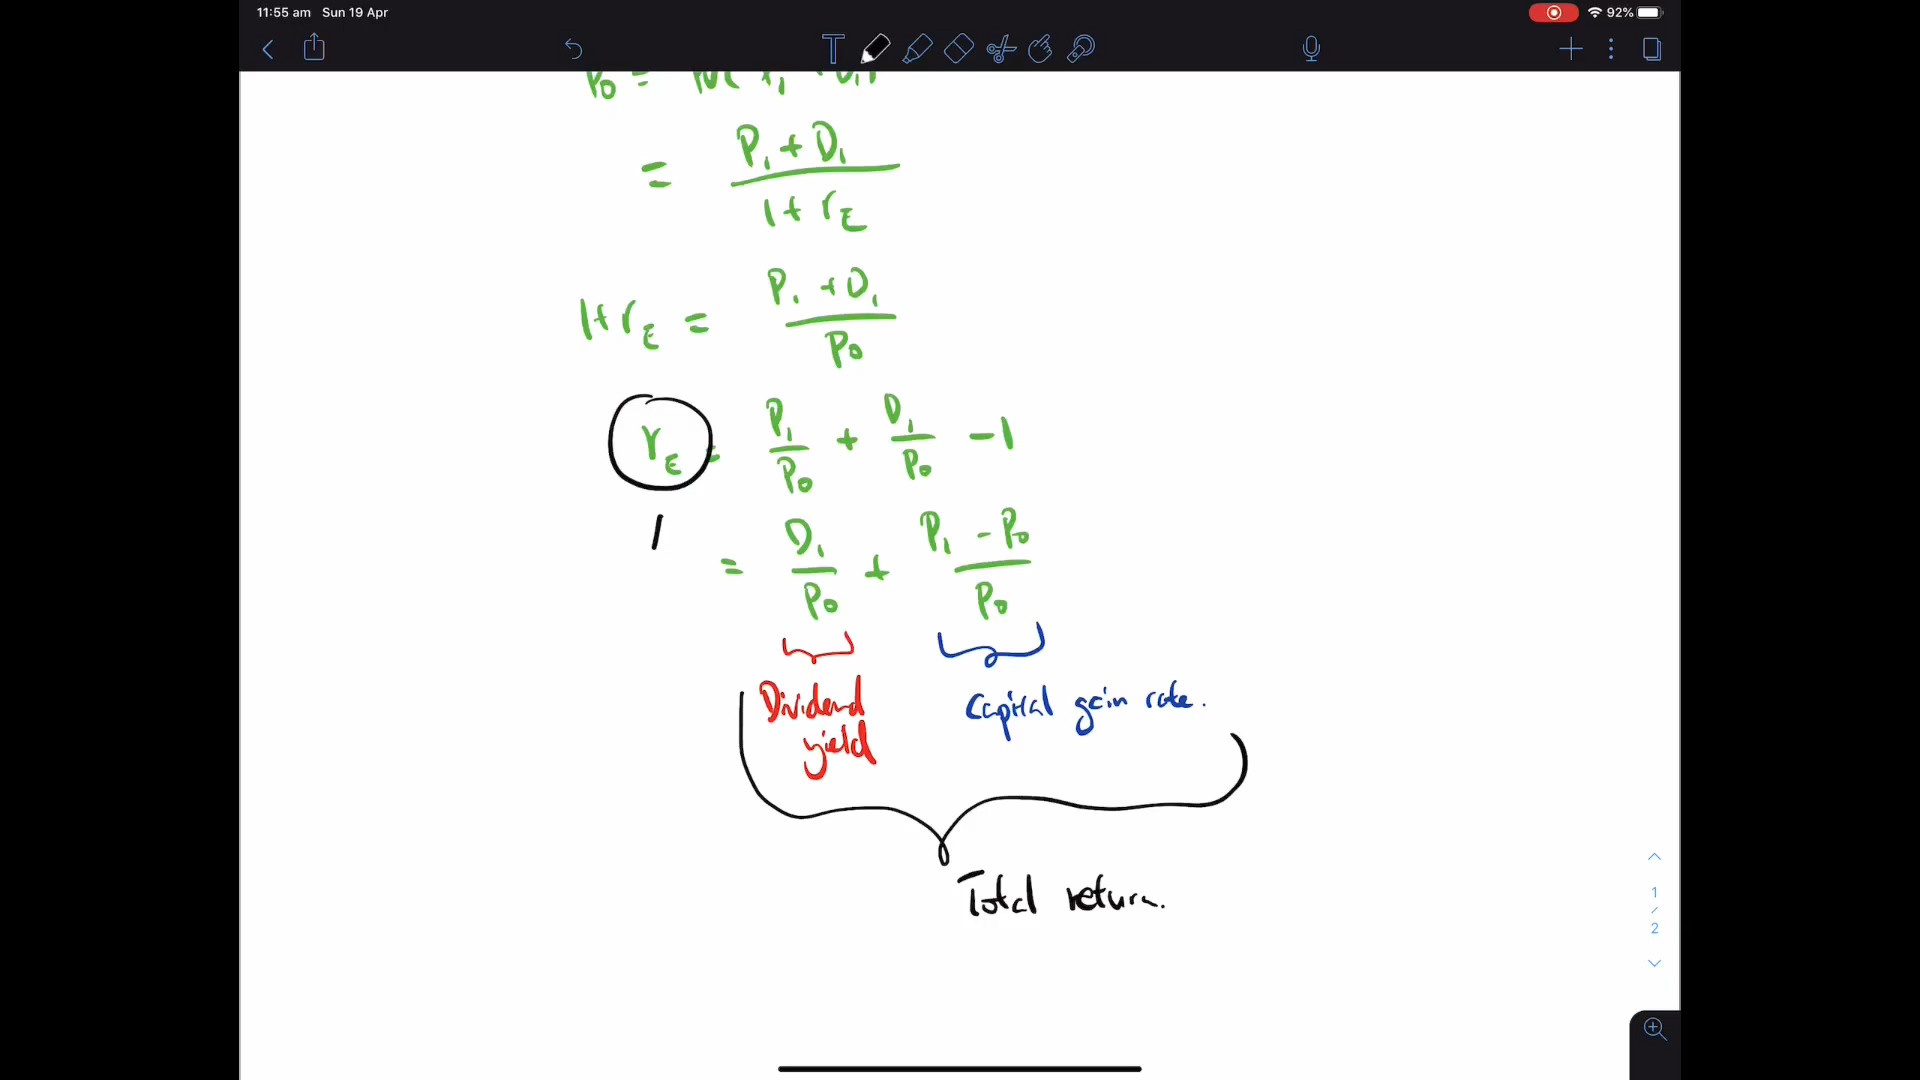 11:55 am Sun 19 Apr 92%
T
P₀ =
= P₁ + D₁ / 1 + r_E
1 + r_E = P₁ + D₁ / P₀
r_E = P₁ / P₀ + D₁ / P₀ - 1
= D₁ / P₀ + P₁ - P₀ / P₀
Dividend yield
Capital gain rate.
Total return.
1 / 2